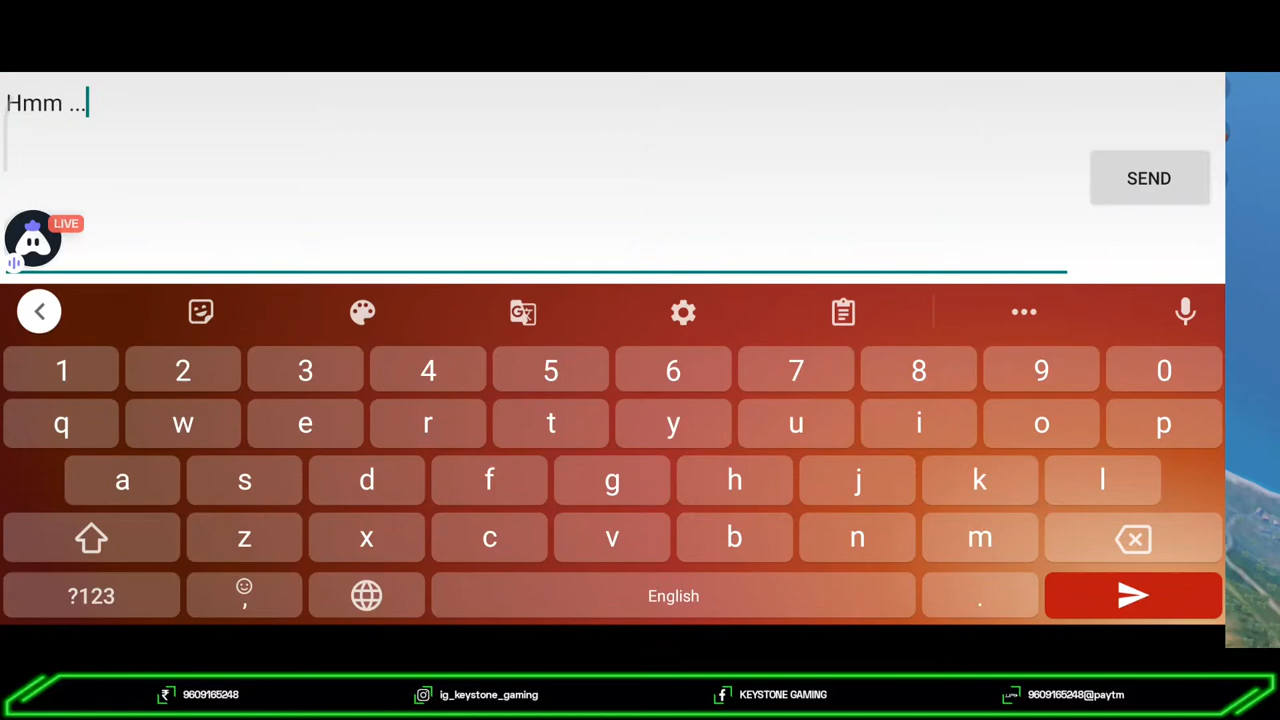 Hmm ...
SEND
LIVE
1 2 3 4 5 6 7 8 9 0
q w e r t y u i o p
a s d f g h j k l
z x c v b n m
?123 , English .
₹ 9609165248 ig_keystone_gaming f KEYSTONE GAMING 9609165248@paytm